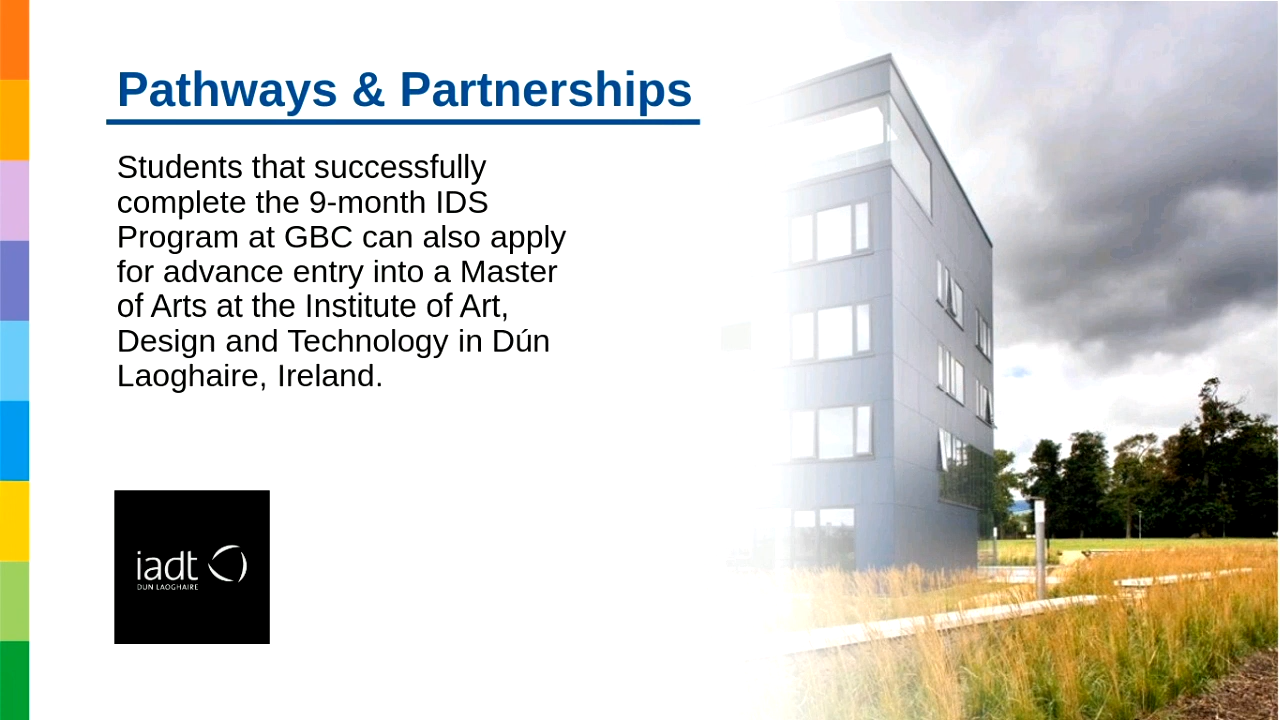 Pathways & Partnerships
Students that successfully
complete the 9-month IDS
Program at GBC can also apply
for advance entry into a Master
of Arts at the Institute of Art,
Design and Technology in Dún
Laoghaire, Ireland.
iadt
DUN LAOGHAIRE